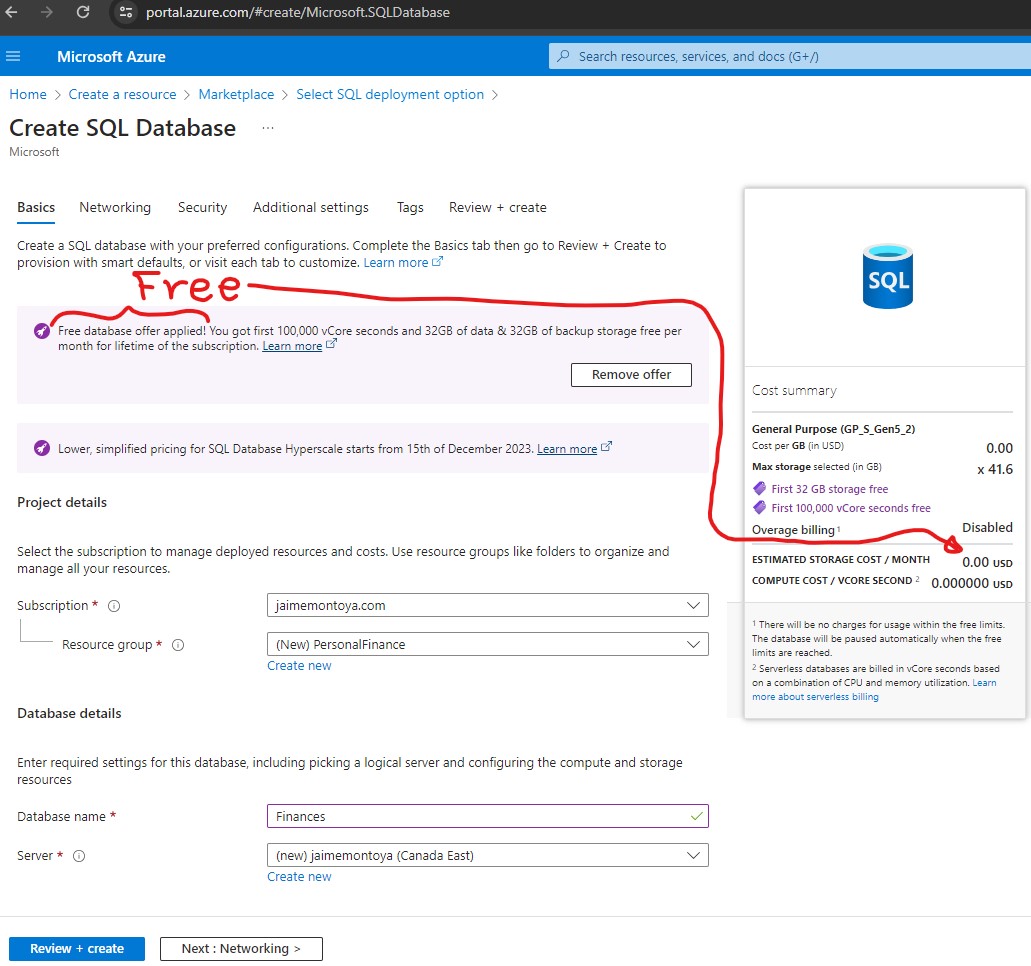 portal.azure.com/#create/Microsoft.SQLDatabase
Microsoft Azure
Search resources, services, and docs (G+/)
Home > Create a resource > Marketplace > Select SQL deployment option >
Create SQL Database ...
Microsoft
Basics Networking Security Additional settings Tags Review + create
Create a SQL database with your preferred configurations. Complete the Basics tab then go to Review + Create to
provision with smart defaults, or visit each tab to customize. Learn more
Free
Free database offer applied! You got first 100,000 vCore seconds and 32GB of data & 32GB of backup storage free per
month for lifetime of the subscription. Learn more
Remove offer
Lower, simplified pricing for SQL Database Hyperscale starts from 15th of December 2023. Learn more
Project details
Select the subscription to manage deployed resources and costs. Use resource groups like folders to organize and
manage all your resources.
Subscription *
jaimemontoya.com
Resource group *
(New) PersonalFinance
Create new
Database details
Enter required settings for this database, including picking a logical server and configuring the compute and storage
resources
Database name *
Finances
Server *
(new) jaimemontoya (Canada East)
Create new
Review + create
Next : Networking >
SQL
Cost summary
General Purpose (GP_S_Gen5_2)
Cost per GB (in USD) 0.00
Max storage selected (in GB) x 41.6
First 32 GB storage free
First 100,000 vCore seconds free
Overage billing 1 Disabled
ESTIMATED STORAGE COST / MONTH 0.00 USD
COMPUTE COST / VCORE SECOND 2 0.000000 USD
1 There will be no charges for usage within the free limits.
The database will be paused automatically when the free
limits are reached.
2 Serverless databases are billed in vCore seconds based
on a combination of CPU and memory utilization. Learn
more about serverless billing